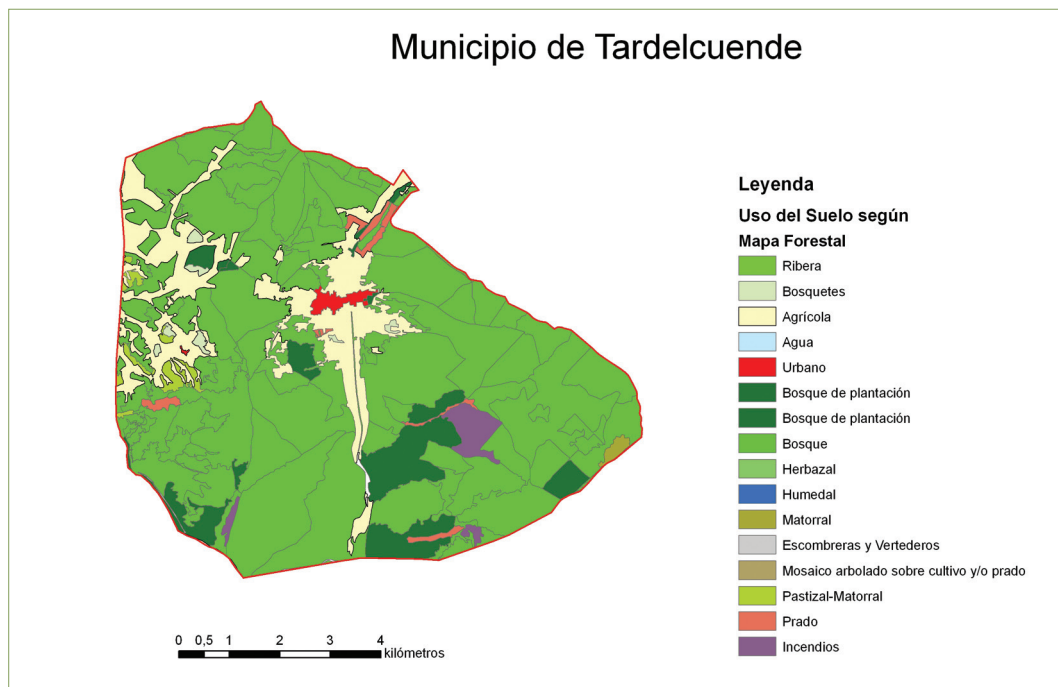 Municipio de Tardelcuende
Leyenda
Uso del Suelo según
Mapa Forestal
Ribera
Bosquetes
Agrícola
Agua
Urbano
Bosque de plantación
Bosque de plantación
Bosque
Herbazal
Humedal
Matorral
Escombreras y Vertederos
Mosaico arbolado sobre cultivo y/o prado
Pastizal-Matorral
Prado
Incendios
0 0,5 1 2 3 4
kilómetros